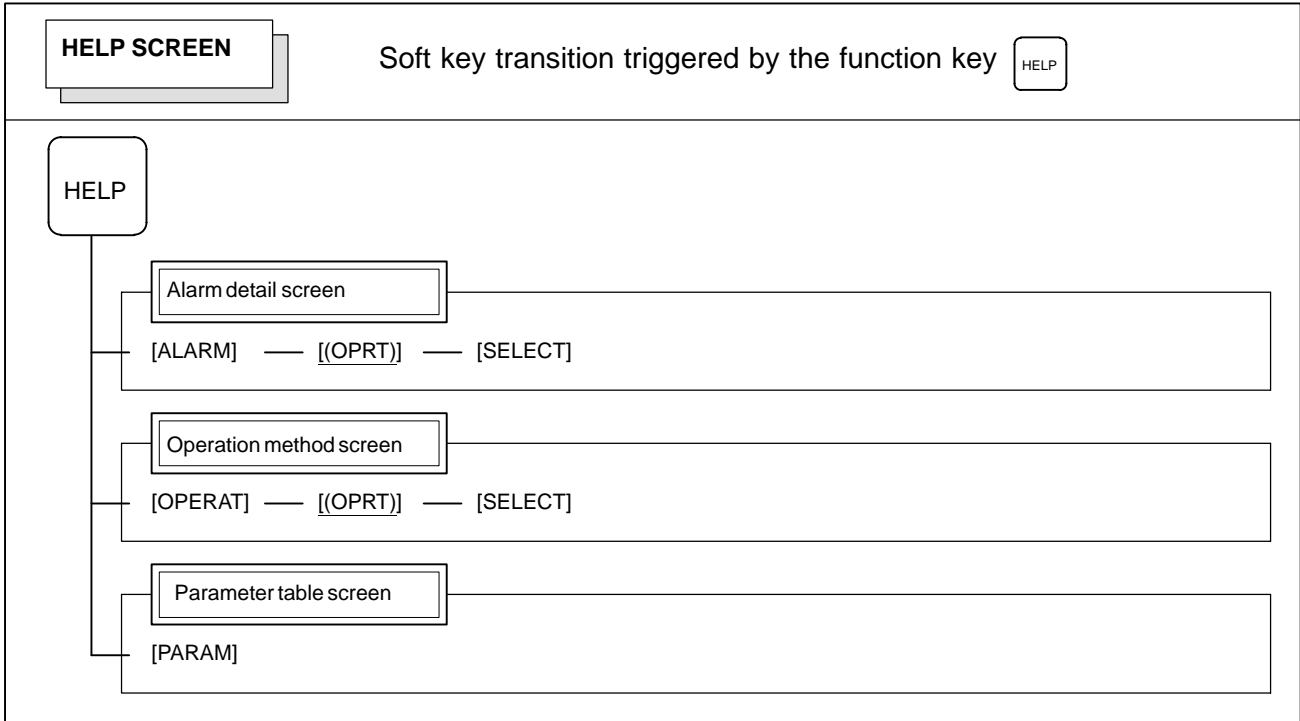 HELP SCREEN
Soft key transition triggered by the function key HELP
HELP
Alarm detail screen
[ALARM] [(OPRT)] [SELECT]
Operation method screen
[OPERAT] [(OPRT)] [SELECT]
Parameter table screen
[PARAM]